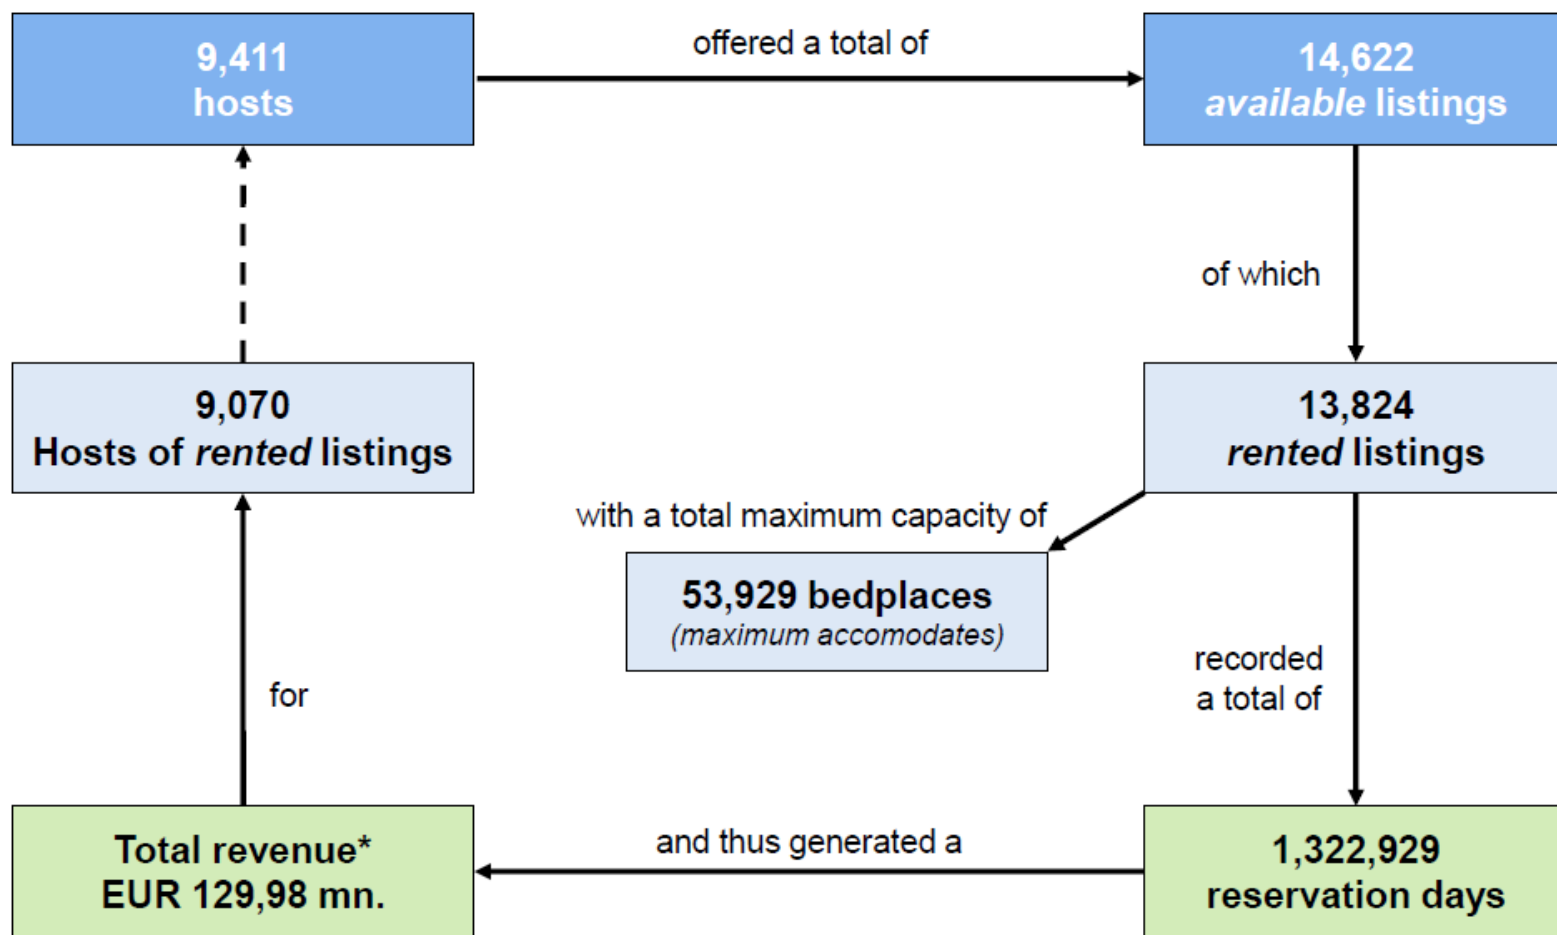 9,411
hosts
offered a total of
14,622
available listings
of which
9,070
Hosts of rented listings
13,824
rented listings
with a total maximum capacity of
53,929 bedplaces
(maximum accomodates)
recorded
a total of
for
Total revenue*
EUR 129,98 mn.
and thus generated a
1,322,929
reservation days